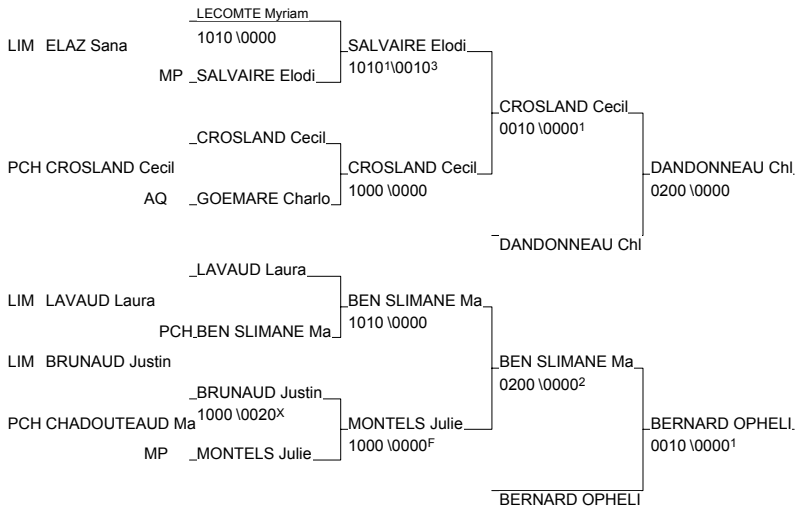 LECOMTE Myriam
1010 \0000
LIM ELAZ Sana
SALVAIRE Elodi
1010¹\0010³
MP SALVAIRE Elodi
CROSLAND Cecil
0010 \0000¹
CROSLAND Cecil
PCH CROSLAND Cecil
CROSLAND Cecil
1000 \0000
DANDONNEAU Chl
0200 \0000
AQ GOEMARE Charlo
DANDONNEAU Chl
LAVAUD Laura
LIM LAVAUD Laura
BEN SLIMANE Ma
1010 \0000
PCH BEN SLIMANE Ma
LIM BRUNAUD Justin
BEN SLIMANE Ma
0200 \0000²
BRUNAUD Justin
1000 \0020X
PCH CHADOUTEAUD Ma
MONTELS Julie
1000 \0000F
BERNARD OPHELI
0010 \0000¹
MP MONTELS Julie
BERNARD OPHELI